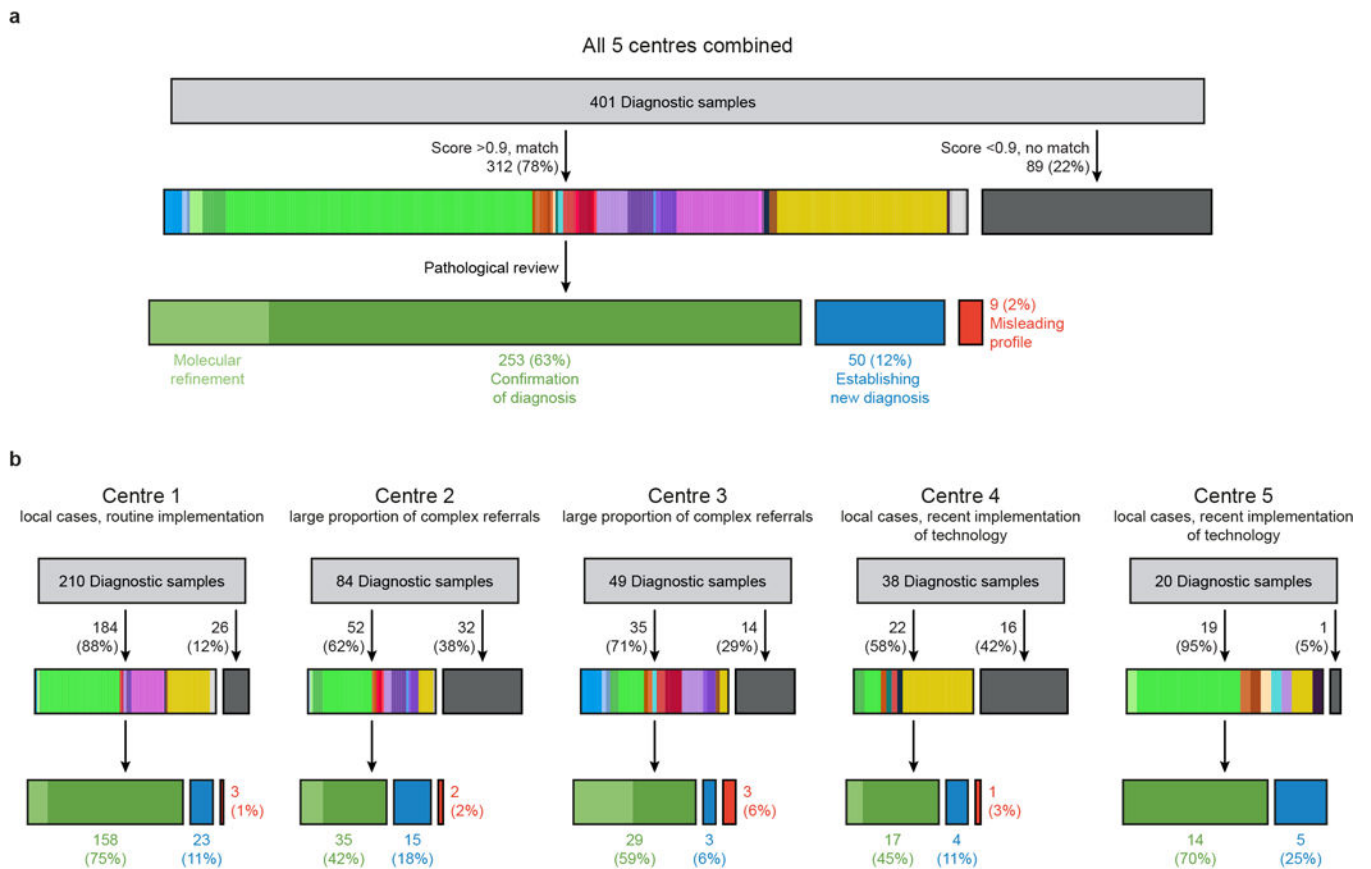 a
All 5 centres combined
401 Diagnostic samples
Score >0.9, match
312 (78%)
Score <0.9, no match
89 (22%)
Pathological review
Molecular
refinement
253 (63%)
Confirmation
of diagnosis
50 (12%)
Establishing
new diagnosis
9 (2%)
Misleading
profile
b
Centre 1
local cases, routine implementation
210 Diagnostic samples
184
(88%)
26
(12%)
158
(75%)
23
(11%)
3
(1%)
Centre 2
large proportion of complex referrals
84 Diagnostic samples
52
(62%)
32
(38%)
35
(42%)
15
(18%)
2
(2%)
Centre 3
large proportion of complex referrals
49 Diagnostic samples
35
(71%)
14
(29%)
29
(59%)
3
(6%)
3
(6%)
Centre 4
local cases, recent implementation
of technology
38 Diagnostic samples
22
(58%)
16
(42%)
17
(45%)
4
(11%)
1
(3%)
Centre 5
local cases, recent implementation
of technology
20 Diagnostic samples
19
(95%)
1
(5%)
14
(70%)
5
(25%)